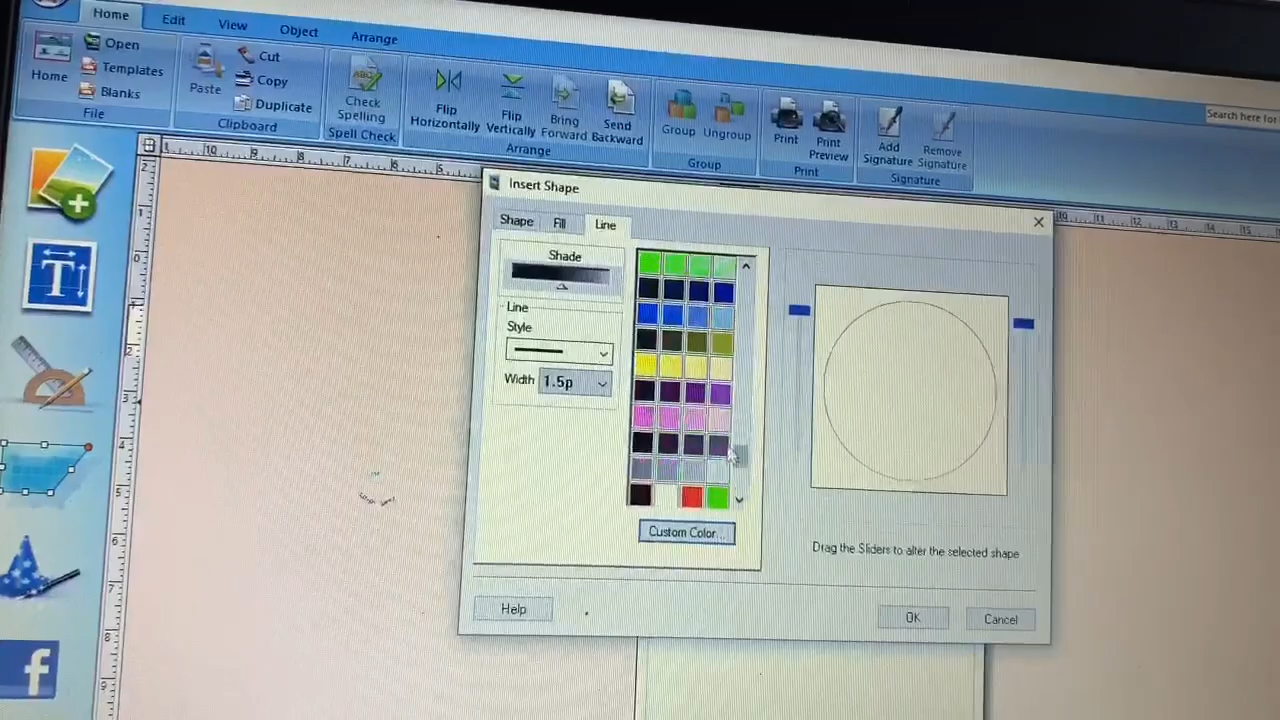 Home Edit View Object Arrange
Home
Open
Templates
Blanks
File
Paste
Cut
Copy
Duplicate
Clipboard
ABC
Check
Spelling
Spell Check
Flip
Horizontally
Flip
Vertically
Bring
Forward
Send
Backward
Arrange
Group
Ungroup
Group
Print
Print
Preview
Print
Add
Signature
Remove
Signature
Signature
Search here for
T
f
Insert Shape
Shape Fill Line
Shade
Line
Style
Width 1.5p
Custom Color...
Drag the Sliders to alter the selected shape
Help
OK
Cancel